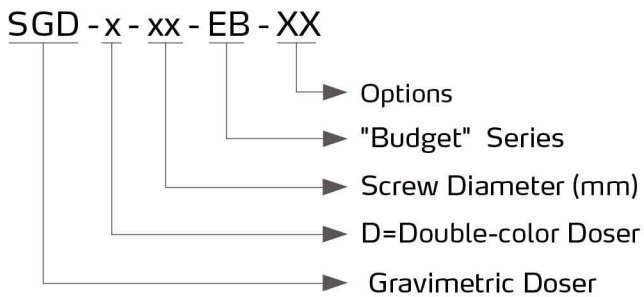 SGD - x - xx - EB - XX
Options
"Budget" Series
Screw Diameter (mm)
D=Double-color Doser
Gravimetric Doser